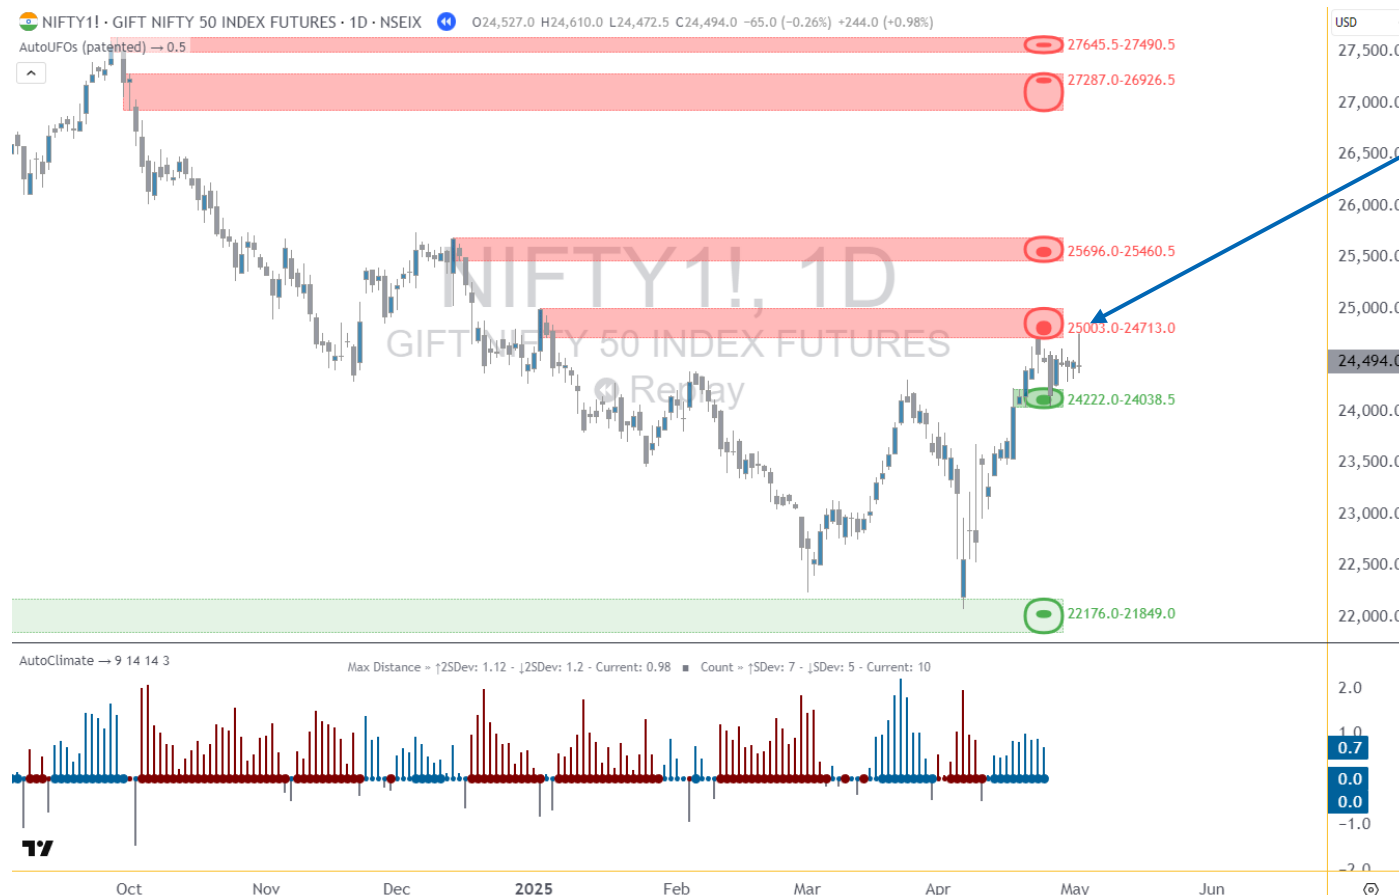 NIFTY1! · GIFT NIFTY 50 INDEX FUTURES · 1D · NSEIX O24,527.0 H24,610.0 L24,472.5 C24,494.0 −65.0 (−0.26%) +244.0 (+0.98%)
USD
AutoUFOs (patented) → 0.5
27645.5-27490.5
27287.0-26926.5
25696.0-25460.5
25003.0-24713.0
24222.0-24038.5
22176.0-21849.0
NIFTY1!, 1D
GIFT NIFTY 50 INDEX FUTURES
Replay
27,500.0
27,000.0
26,500.0
26,000.0
25,500.0
25,000.0
24,494.0
24,000.0
23,500.0
23,000.0
22,500.0
22,000.0
AutoClimate → 9 14 14 3
Max Distance » ↑2SDev: 1.12 - ↓2SDev: 1.2 - Current: 0.98 ■ Count » ↑SDev: 7 - ↓SDev: 5 - Current: 10
2.0
1.0
0.7
0.0
0.0
−1.0
−2.0
Oct Nov Dec 2025 Feb Mar Apr May Jun